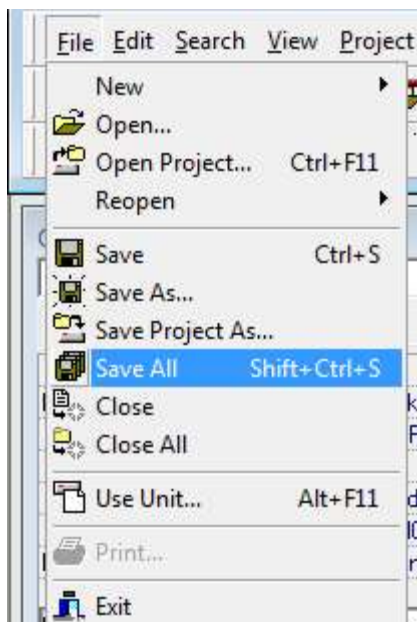 File Edit Search View Project
New
Open...
Open Project... Ctrl+F11
Reopen
Save Ctrl+S
Save As...
Save Project As...
Save All Shift+Ctrl+S
Close
Close All
Use Unit... Alt+F11
Print...
Exit